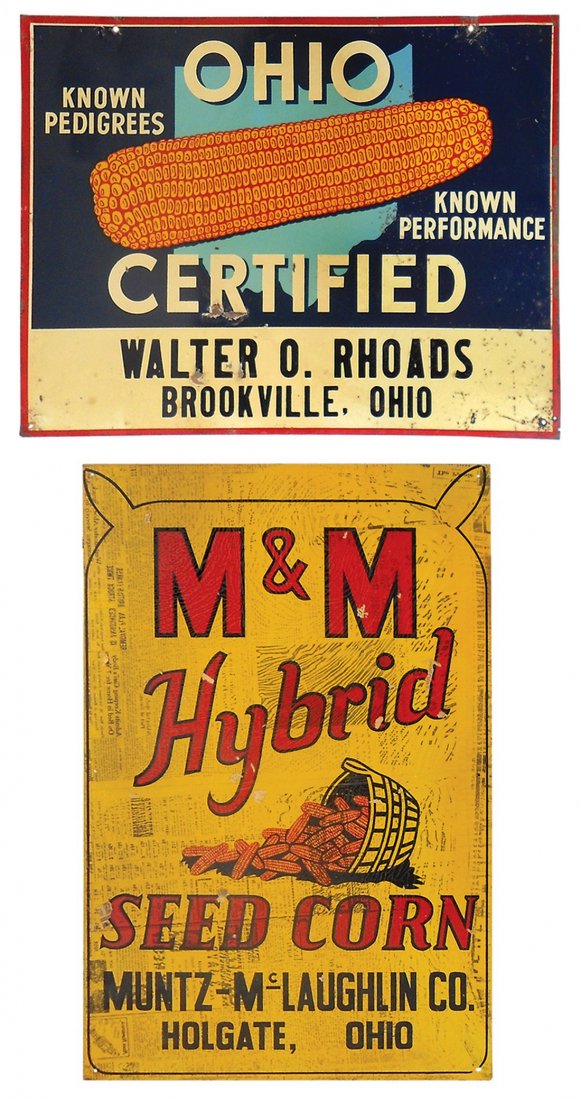 OHIO
KNOWN
PEDIGREES
KNOWN
PERFORMANCE
CERTIFIED
WALTER O. RHOADS
BROOKVILLE, OHIO
M & M
Hybrid
SEED CORN
MUNTZ-McLAUGHLIN CO.
HOLGATE, OHIO